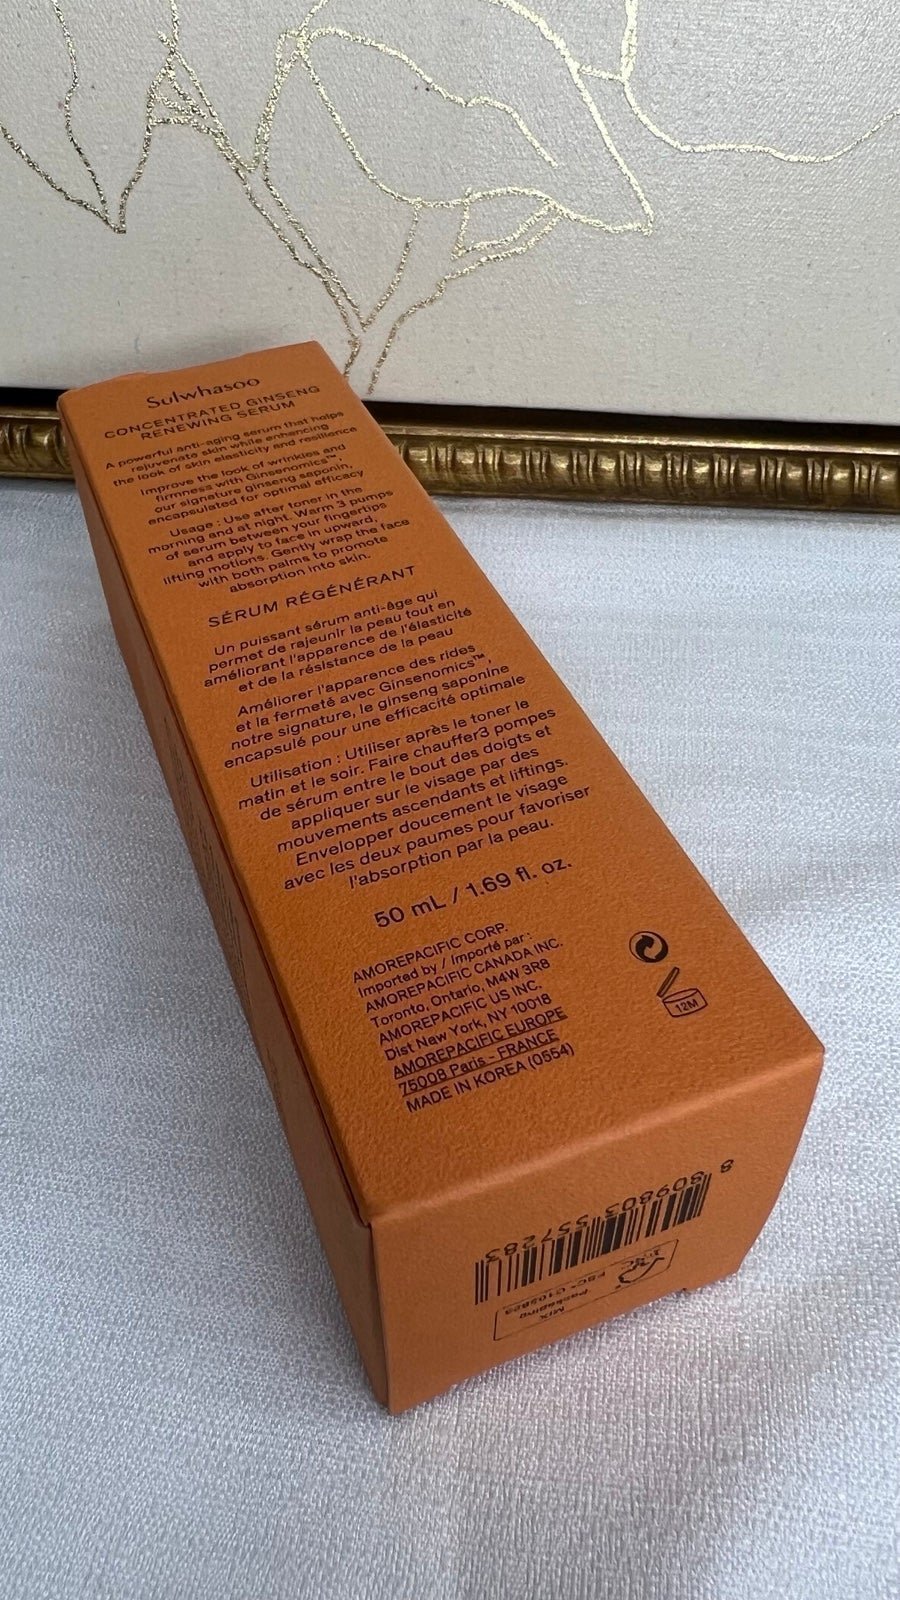 Sulwhasoo
CONCENTRATED GINSENG
RENEWING SERUM
A powerful anti-aging serum that helps
rejuvenate skin while enhancing
the look of skin elasticity and resilience
Improve the look of wrinkles and
firmness with Ginsenomics™,
our signature ginseng saponin,
encapsulated for optimal efficacy
Usage : Use after toner in the
morning and at night. Warm 3 pumps
of serum between your fingertips
and apply to face in upward,
lifting motions. Gently wrap the face
with both palms to promote
absorption into skin.
SÉRUM RÉGÉNÉRANT
Un puissant sérum anti-âge qui
permet de rajeunir la peau tout en
améliorant l'apparence de l'élasticité
et de la résistance de la peau
Améliorer l'apparence des rides
et la fermeté avec Ginsenomics™,
notre signature, le ginseng saponine
encapsulé pour une efficacité optimale
Utilisation : Utiliser après le toner le
matin et le soir. Faire chauffer3 pompes
de sérum entre le bout des doigts et
appliquer sur le visage par des
mouvements ascendants et liftings.
Envelopper doucement le visage
avec les deux paumes pour favoriser
l'absorption par la peau.
50 mL / 1.69 fl. oz.
AMOREPACIFIC CORP.
Imported by / Importé par :
AMOREPACIFIC CANADA INC.
Toronto, Ontario, M4W 3R8
AMOREPACIFIC US INC.
Dist New York, NY 10018
AMOREPACIFIC EUROPE
75008 Paris - FRANCE
MADE IN KOREA (0554)
12M
8 809803 557283
FSC
MIX
Packaging